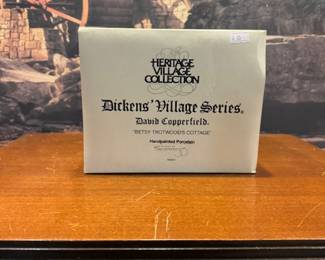 HERITAGE
VILLAGE
COLLECTION
Dickens' Village Series®
David Copperfield.
"BETSY TROTWOOD'S COTTAGE"
Handpainted Porcelain